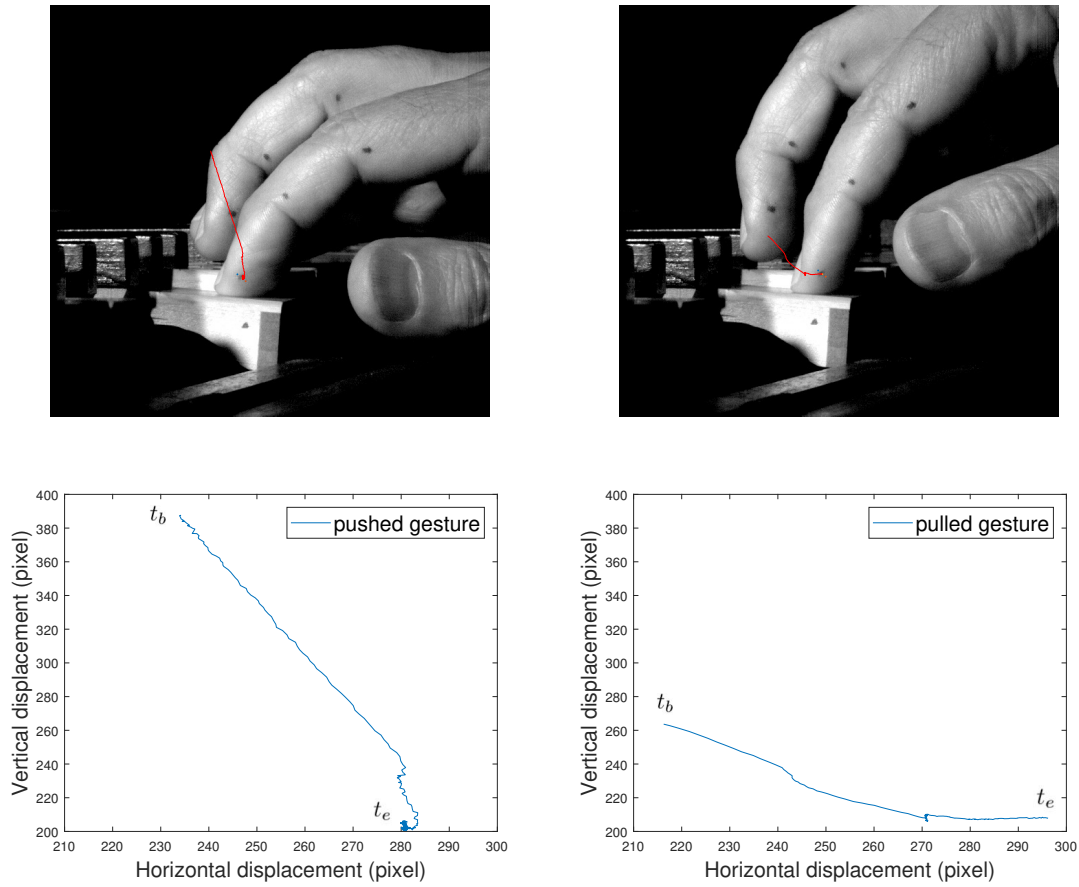 400
380
360
340
320
300
280
260
240
220
200
Vertical displacement (pixel)
t_b
pushed gesture
t_e
210 220 230 240 250 260 270 280 290 300
Horizontal displacement (pixel)
400
380
360
340
320
300
280
260
240
220
200
Vertical displacement (pixel)
t_b
pulled gesture
t_e
210 220 230 240 250 260 270 280 290 300
Horizontal displacement (pixel)